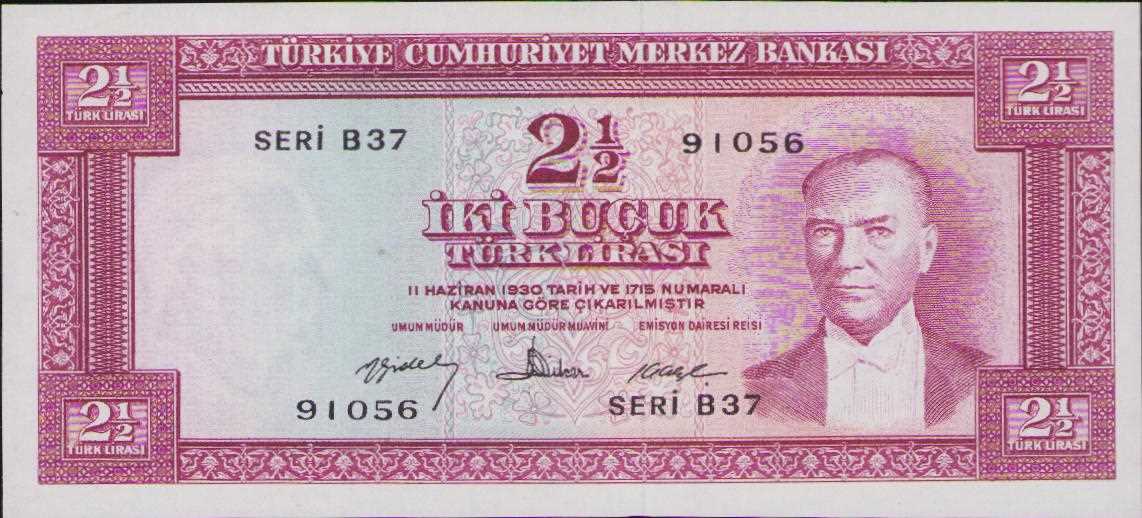 TÜRKİYE CUMHURİYET MERKEZ BANKASI
2½ TÜRK LİRASI
2½ TÜRK LİRASI
SERİ B37
2½
91056
İKİ BUÇUK
TÜRK LİRASI
11 HAZİRAN 1930 TARİH VE 1715 NUMARALI
KANUNA GÖRE ÇIKARILMIŞTIR
UMUM MÜDÜR UMUM MÜDÜR MUAVİNİ EMİSYON DAİRESİ REİSİ
91056
SERİ B37
2½ TÜRK LİRASI
2½ TÜRK LİRASI